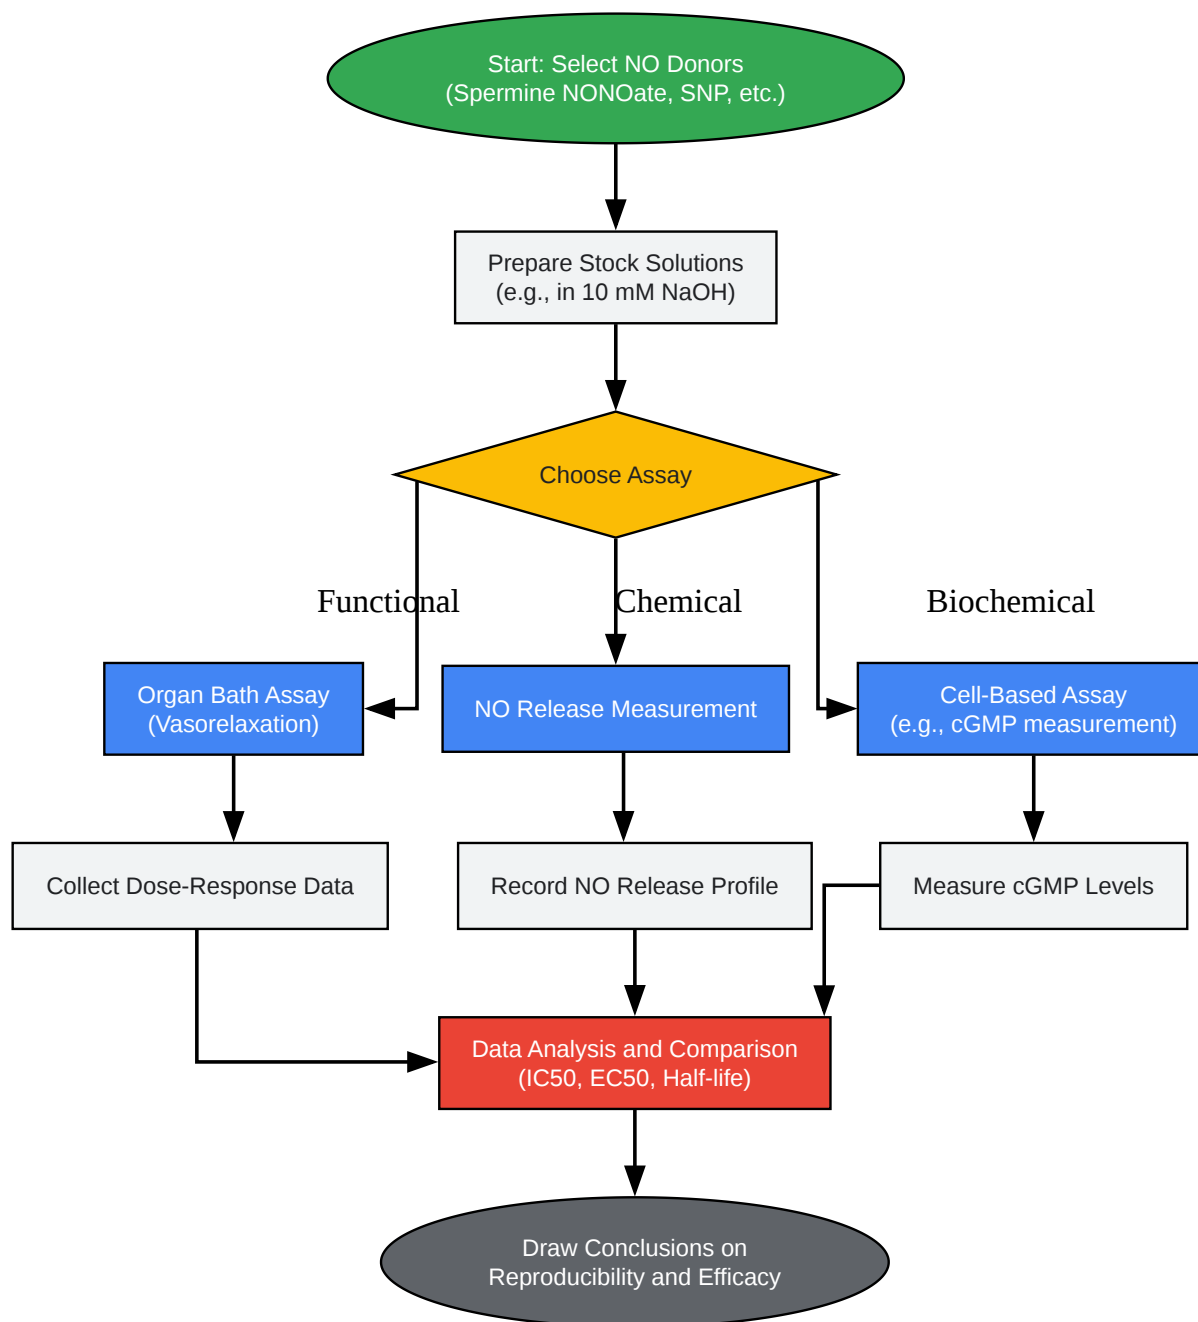 Start: Select NO Donors
(Spermine NONOate, SNP, etc.)
Prepare Stock Solutions
(e.g., in 10 mM NaOH)
Choose Assay
Functional
Chemical
Biochemical
Organ Bath Assay
(Vasorelaxation)
NO Release Measurement
Cell-Based Assay
(e.g., cGMP measurement)
Collect Dose-Response Data
Record NO Release Profile
Measure cGMP Levels
Data Analysis and Comparison
(IC50, EC50, Half-life)
Draw Conclusions on
Reproducibility and Efficacy